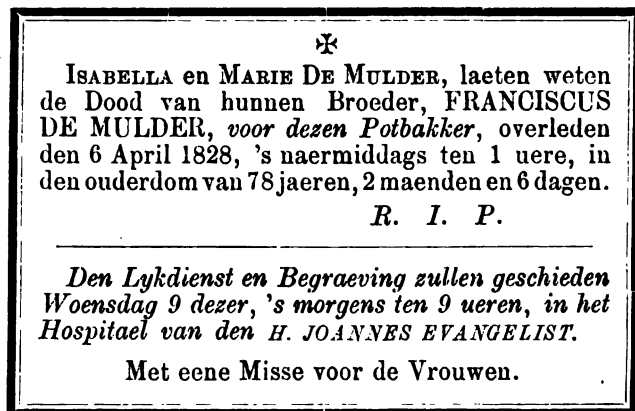 ✠
ISABELLA en MARIE DE MULDER, laeten weten
de Dood van hunnen Broeder, FRANCISCUS
DE MULDER, voor dezen Potbakker, overleden
den 6 April 1828, 's naermiddags ten 1 uere, in
den ouderdom van 78 jaeren, 2 maenden en 6 dagen.
R. I. P.
Den Lykdienst en Begraeving zullen geschieden
Woensdag 9 dezer, 's morgens ten 9 ueren, in het
Hospitael van den H. JOANNES EVANGELIST.
Met eene Misse voor de Vrouwen.